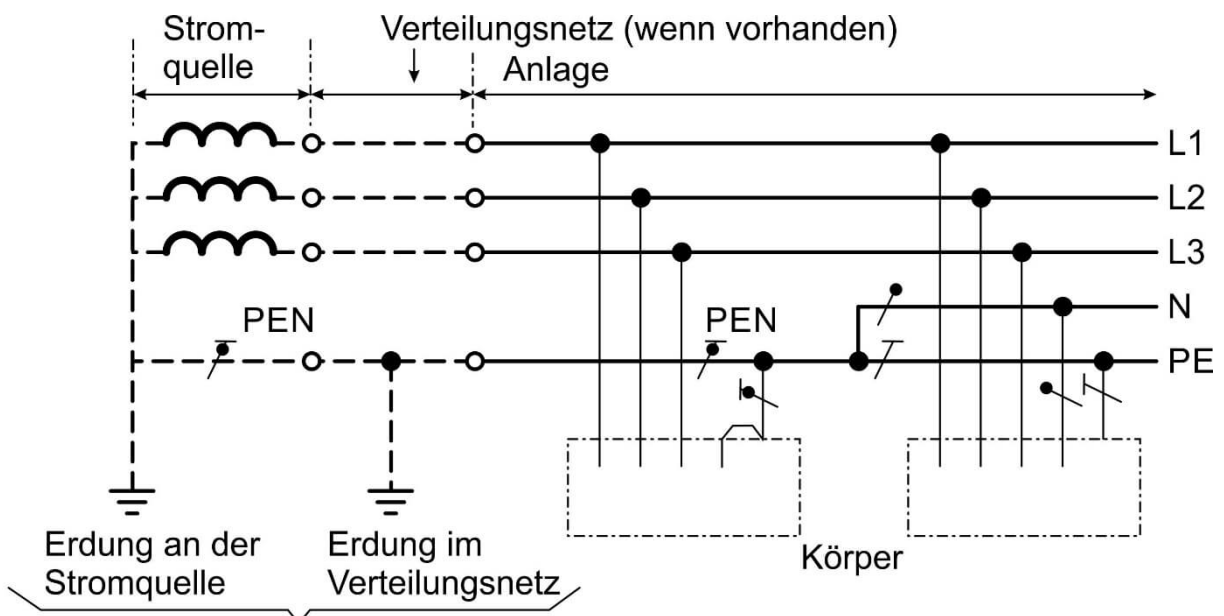 Strom-
quelle
Verteilungsnetz (wenn vorhanden)
Anlage
L1
L2
L3
N
PEN
PEN
PE
Erdung an der
Stromquelle
Erdung im
Verteilungsnetz
Körper